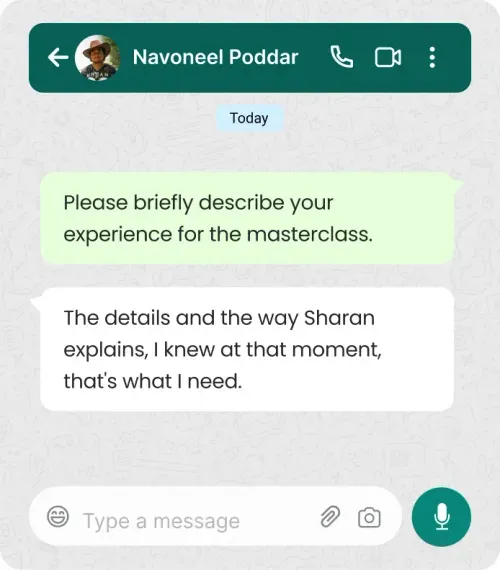 Navoneel Poddar
Today
Please briefly describe your
experience for the masterclass.
The details and the way Sharan
explains, I knew at that moment,
that's what I need.
Type a message